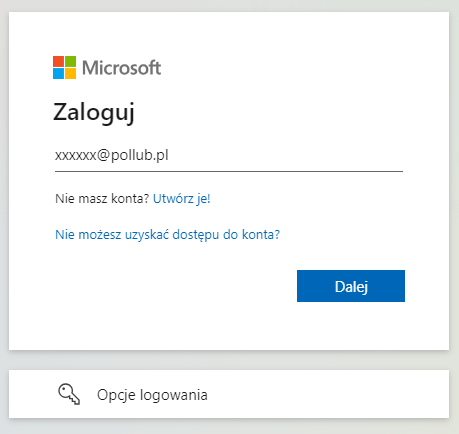 Microsoft
Zaloguj
xxxxxx@pollub.pl
Nie masz konta? Utwórz je!
Nie możesz uzyskać dostępu do konta?
Dalej
Opcje logowania